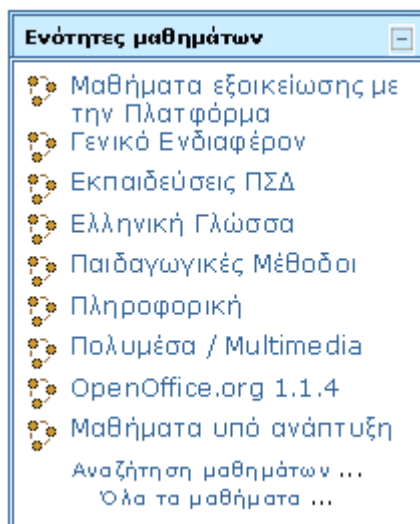 Ενότητες μαθημάτων
Μαθήματα εξοικείωσης με
την Πλατφόρμα
Γενικό Ενδιαφέρον
Εκπαιδεύσεις ΠΣΔ
Ελληνική Γλώσσα
Παιδαγωγικές Μέθοδοι
Πληροφορική
Πολυμέσα / Multimedia
OpenOffice.org 1.1.4
Μαθήματα υπό ανάπτυξη
Αναζήτηση μαθημάτων ...
Όλα τα μαθήματα ...